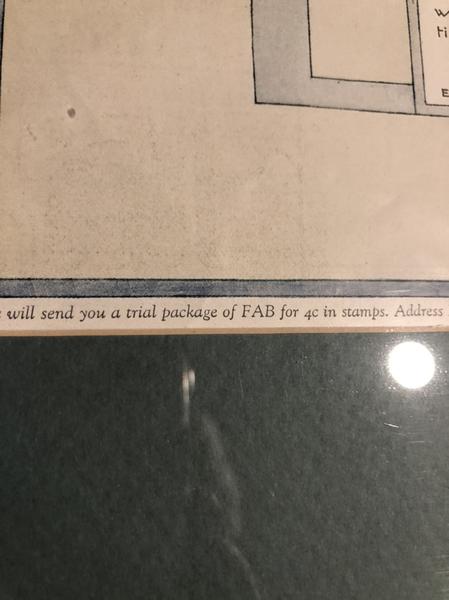 will send you a trial package of FAB for 4c in stamps. Address